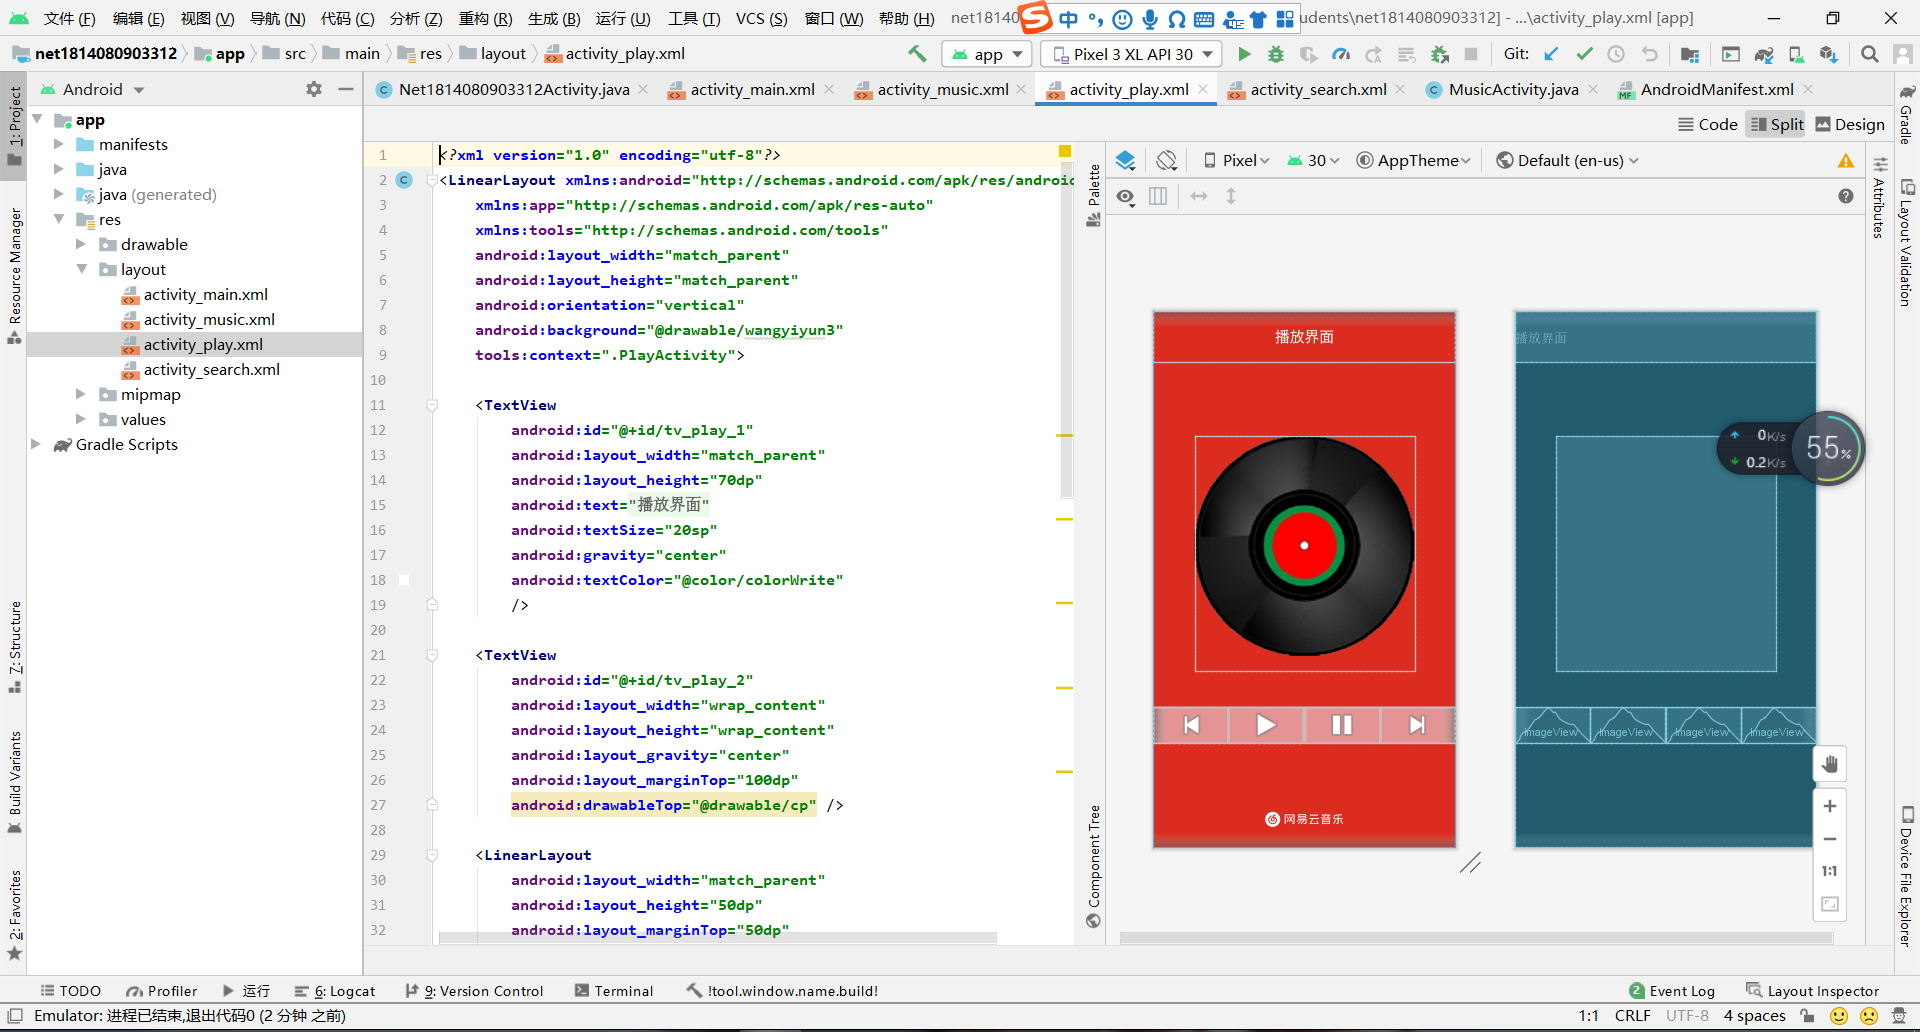 文件 (F) 编辑 (E) 视图 (V) 导航 (N) 代码 (C) 分析 (Z) 重构 (R) 生成 (B) 运行 (U) 工具 (T) VCS (S) 窗口 (W) 帮助 (H) net18140 中 udents\net1814080903312] - ...\activity_play.xml [app]
net1814080903312 app src main res layout activity_play.xml app Pixel 3 XL API 30 Git:
Android Net1814080903312Activity.java activity_main.xml activity_music.xml activity_play.xml activity_search.xml MusicActivity.java AndroidManifest.xml
Code Split Design
1: Project
Resource Manager
7: Structure
Build Variants
2: Favorites
app
manifests
java
java (generated)
res
drawable
layout
activity_main.xml
activity_music.xml
activity_play.xml
activity_search.xml
mipmap
values
Gradle Scripts
1 <?xml version="1.0" encoding="utf-8"?>
2 <LinearLayout xmlns:android="http://schemas.android.com/apk/res/android
3 xmlns:app="http://schemas.android.com/apk/res-auto"
4 xmlns:tools="http://schemas.android.com/tools"
5 android:layout_width="match_parent"
6 android:layout_height="match_parent"
7 android:orientation="vertical"
8 android:background="@drawable/wangyiyun3"
9 tools:context=".PlayActivity">
10
11 <TextView
12 android:id="@+id/tv_play_1"
13 android:layout_width="match_parent"
14 android:layout_height="70dp"
15 android:text="播放界面"
16 android:textSize="20sp"
17 android:gravity="center"
18 android:textColor="@color/colorWrite"
19 />
20
21 <TextView
22 android:id="@+id/tv_play_2"
23 android:layout_width="wrap_content"
24 android:layout_height="wrap_content"
25 android:layout_gravity="center"
26 android:layout_marginTop="100dp"
27 android:drawableTop="@drawable/cp" />
28
29 <LinearLayout
30 android:layout_width="match_parent"
31 android:layout_height="50dp"
32 android:layout_marginTop="50dp"
Palette
Component Tree
Pixel 30 AppTheme Default (en-us)
播放界面
网易云音乐
播放界面
ImageView ImageView ImageView ImageView
0K/s
0.2K/s
55%
1:1
Attributes
Gradle
Layout Validation
Device File Explorer
TODO Profiler 运行 6: Logcat 9: Version Control Terminal !tool.window.name.build! 2 Event Log Layout Inspector
Emulator: 进程已结束,退出代码0 (2 分钟 之前) 1:1 CRLF UTF-8 4 spaces